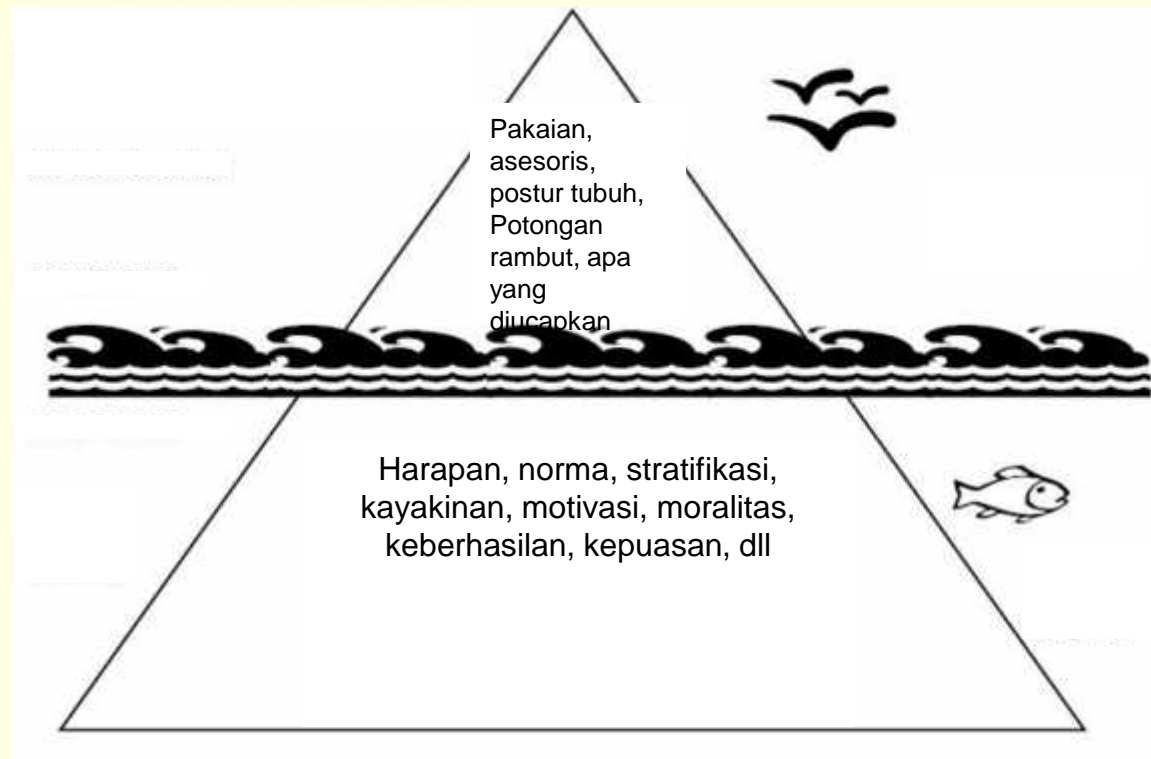 Pakaian,
asesoris,
postur tubuh,
Potongan
rambut, apa
yang
diucapkan
Harapan, norma, stratifikasi,
kayakinan, motivasi, moralitas,
keberhasilan, kepuasan, dll